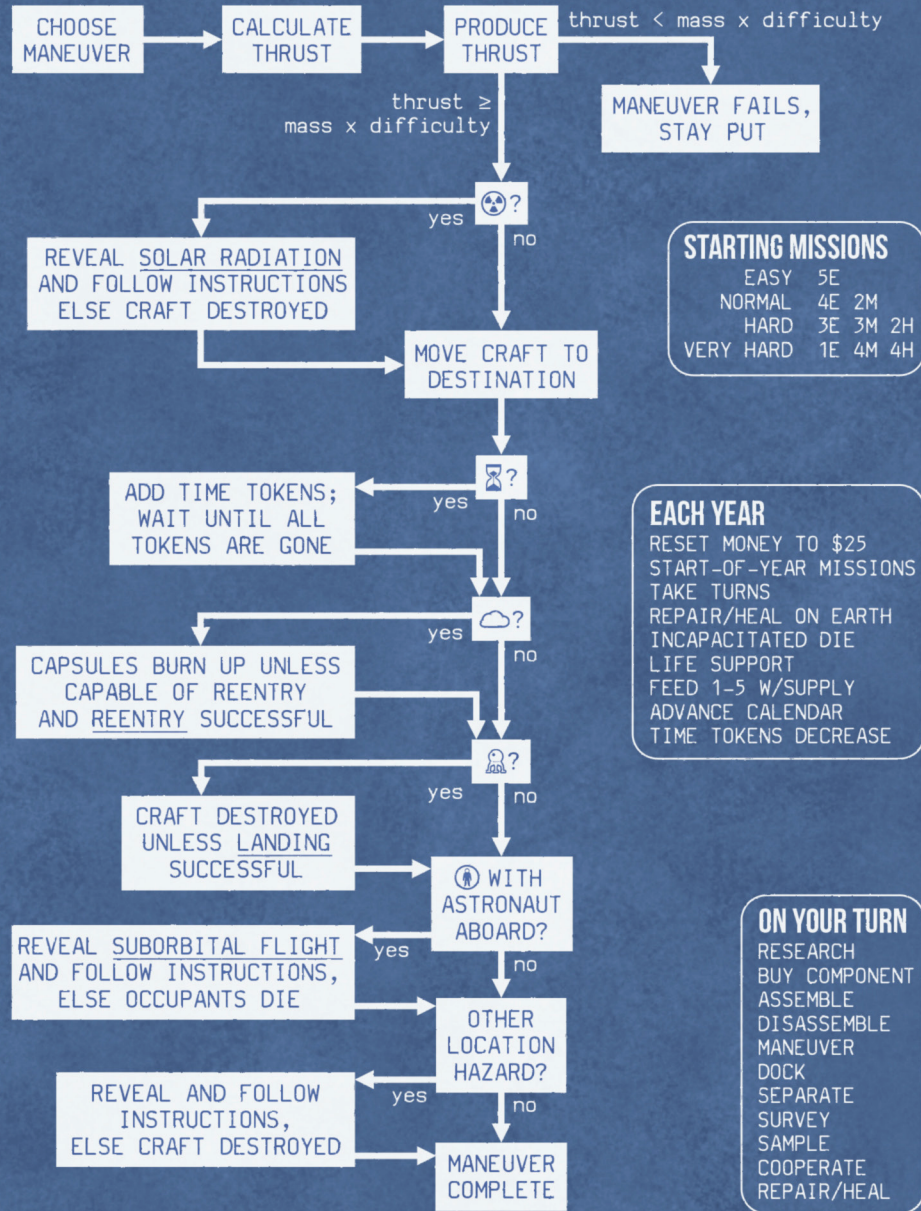 CHOOSE
MANEUVER
CALCULATE
THRUST
PRODUCE
THRUST
thrust < mass x difficulty
MANEUVER FAILS,
STAY PUT
thrust ≥
mass x difficulty
☢?
yes
no
REVEAL SOLAR RADIATION
AND FOLLOW INSTRUCTIONS
ELSE CRAFT DESTROYED
MOVE CRAFT TO
DESTINATION
?
yes
no
ADD TIME TOKENS;
WAIT UNTIL ALL
TOKENS ARE GONE
?
yes
no
CAPSULES BURN UP UNLESS
CAPABLE OF REENTRY
AND REENTRY SUCCESSFUL
?
yes
no
CRAFT DESTROYED
UNLESS LANDING
SUCCESSFUL
WITH
ASTRONAUT
ABOARD?
yes
no
REVEAL SUBORBITAL FLIGHT
AND FOLLOW INSTRUCTIONS,
ELSE OCCUPANTS DIE
OTHER
LOCATION
HAZARD?
yes
no
REVEAL AND FOLLOW
INSTRUCTIONS,
ELSE CRAFT DESTROYED
MANEUVER
COMPLETE
STARTING MISSIONS
EASY 5E
NORMAL 4E 2M
HARD 3E 3M 2H
VERY HARD 1E 4M 4H
EACH YEAR
RESET MONEY TO $25
START-OF-YEAR MISSIONS
TAKE TURNS
REPAIR/HEAL ON EARTH
INCAPACITATED DIE
LIFE SUPPORT
FEED 1-5 W/SUPPLY
ADVANCE CALENDAR
TIME TOKENS DECREASE
ON YOUR TURN
RESEARCH
BUY COMPONENT
ASSEMBLE
DISASSEMBLE
MANEUVER
DOCK
SEPARATE
SURVEY
SAMPLE
COOPERATE
REPAIR/HEAL